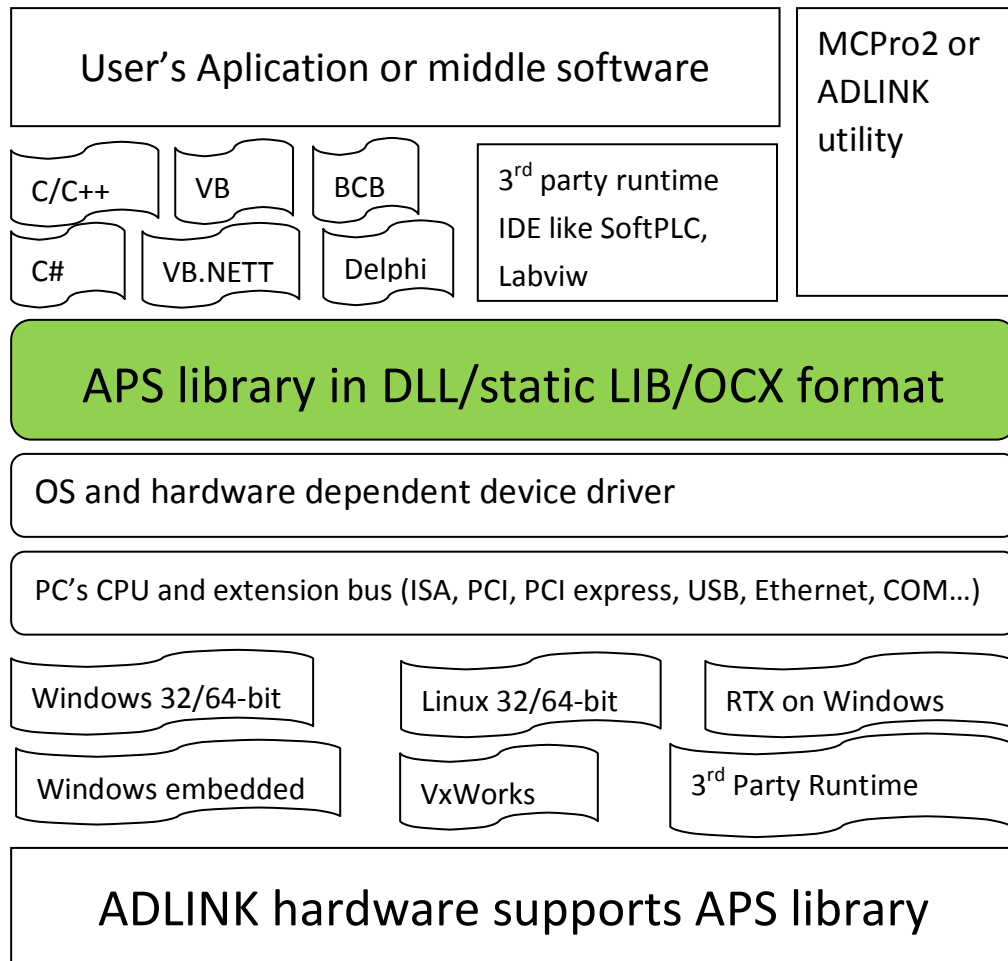 User’s Aplication or middle software
MCPro2 or
ADLINK
utility
C/C++
VB
BCB
3rd party runtime
IDE like SoftPLC,
Labviw
C#
VB.NETT
Delphi
APS library in DLL/static LIB/OCX format
OS and hardware dependent device driver
PC’s CPU and extension bus (ISA, PCI, PCI express, USB, Ethernet, COM…)
Windows 32/64-bit
Linux 32/64-bit
RTX on Windows
Windows embedded
VxWorks
3rd Party Runtime
ADLINK hardware supports APS library